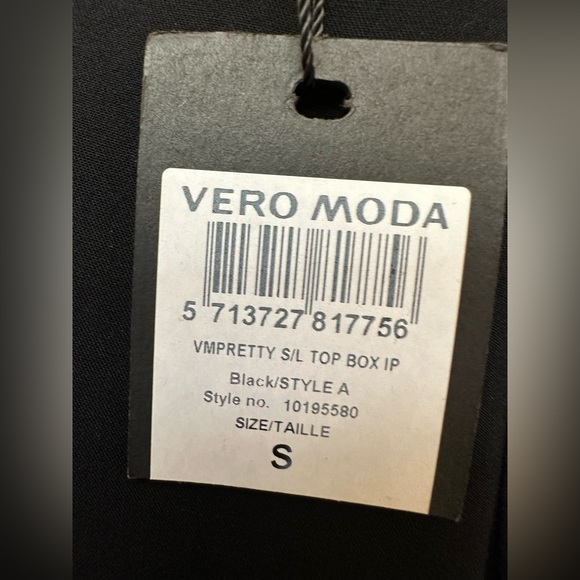 VERO MODA
5 713727 817756
VMPRETTY S/L TOP BOX IP
Black/STYLE A
Style no. 10195580
SIZE/TAILLE
S